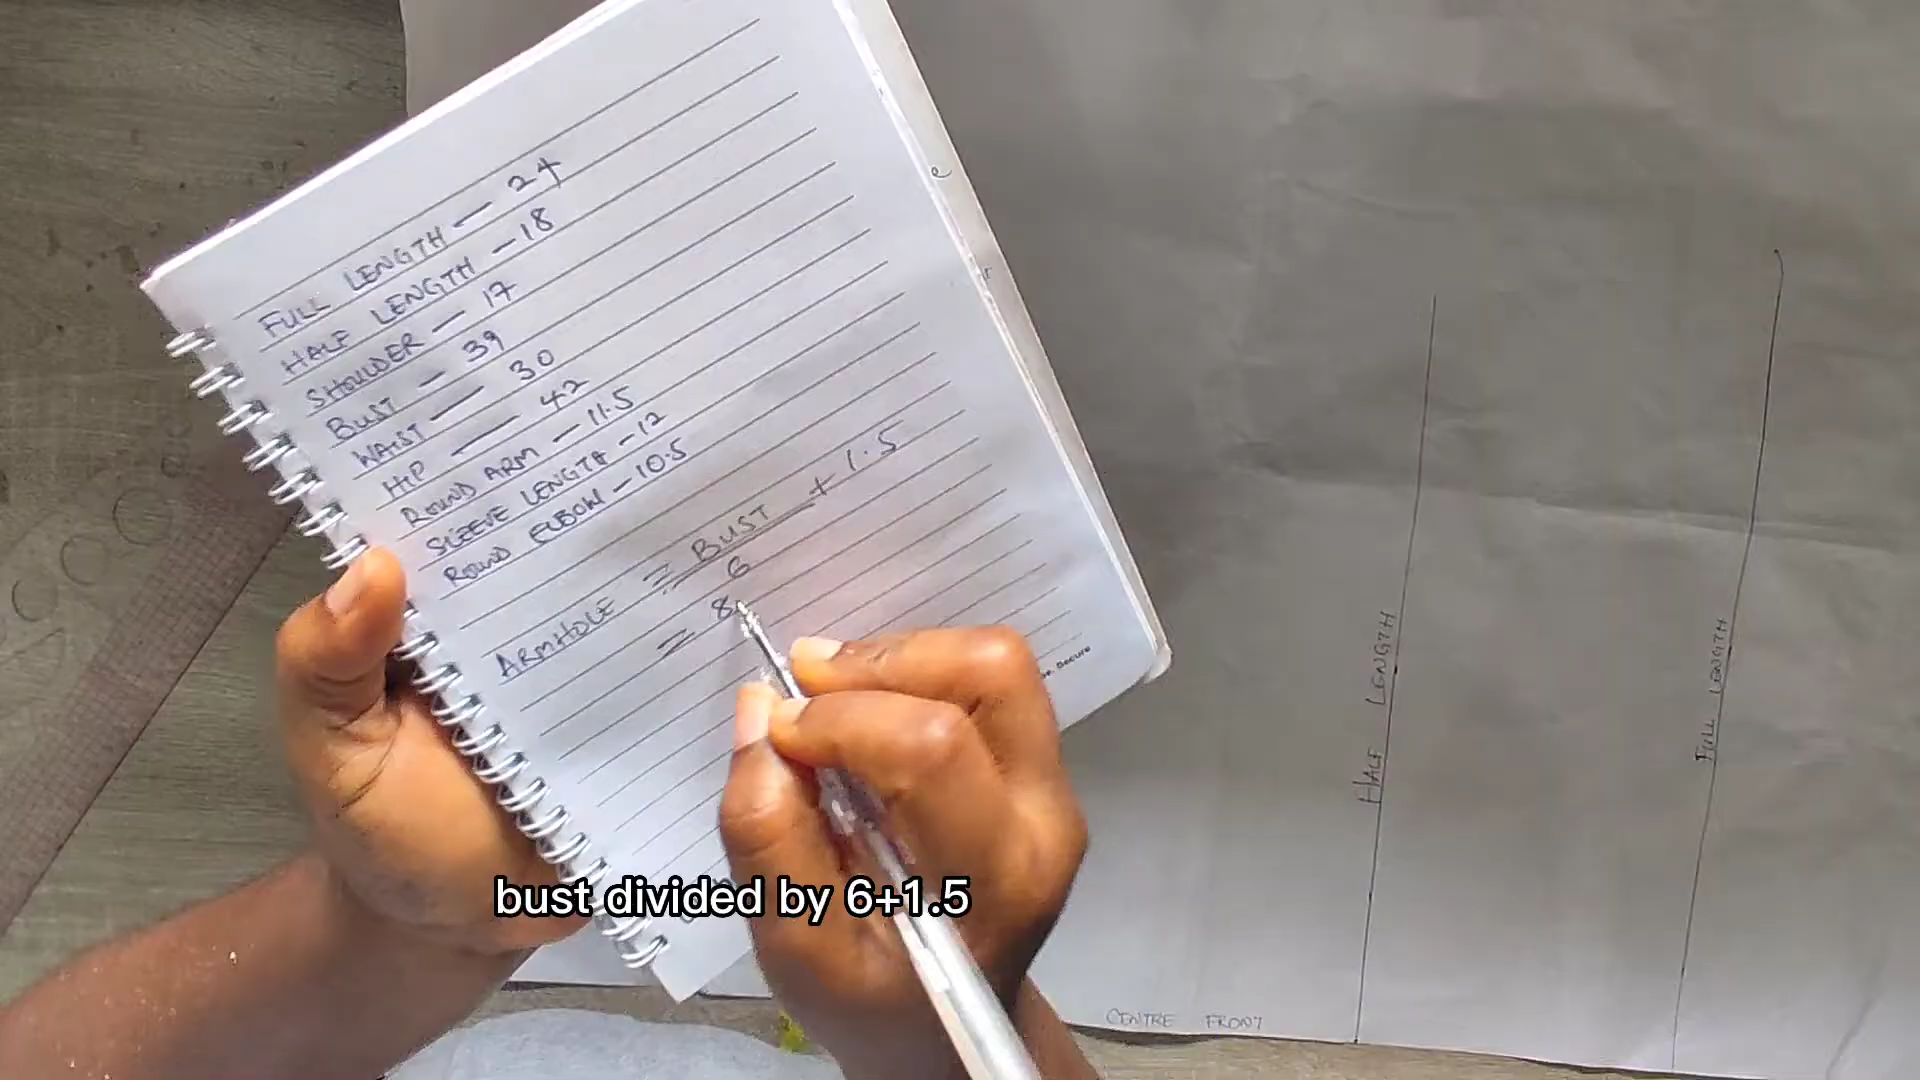 FULL LENGTH — 24
HALF LENGTH — 18
SHOULDER — 17
BUST — 39
WAIST — 30
HIP — 42
ROUND ARM — 11.5
SLEEVE LENGTH — 12
ROUND ELBOW — 10.5
ARMHOLE = BUST + 1.5
6
= 8
Secure
HALF LENGTH
FULL LENGTH
CENTRE FRONT
bust divided by 6+1.5